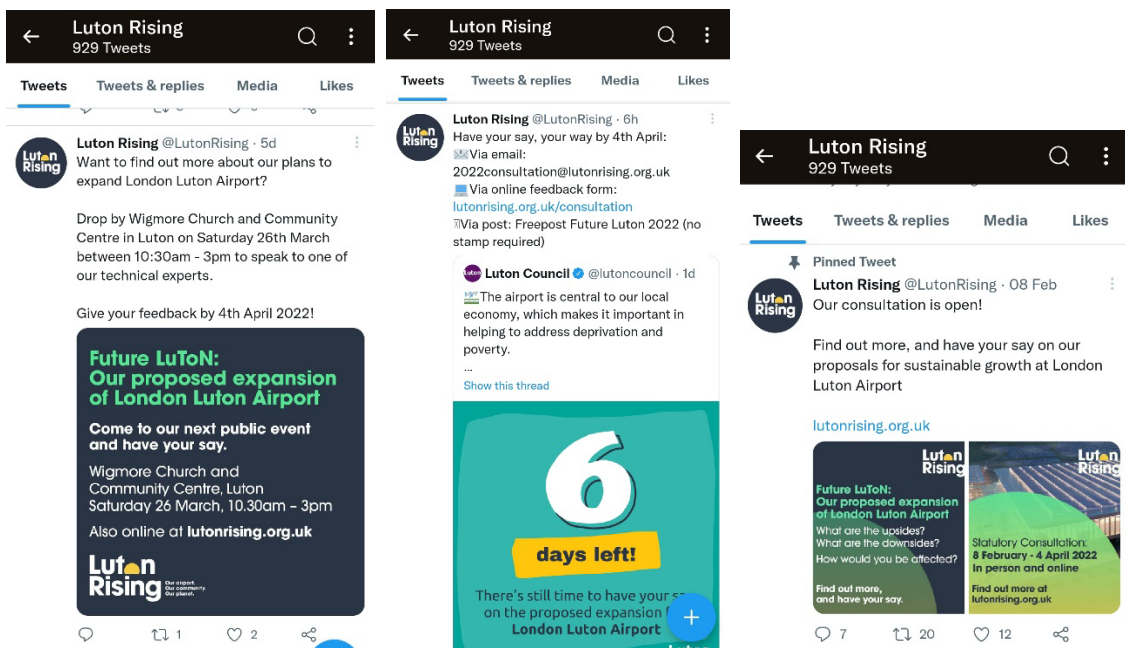 Luton Rising
929 Tweets
Tweets
Tweets & replies
Media
Likes
Luton Rising
Luton Rising @LutonRising · 5d
Want to find out more about our plans to
expand London Luton Airport?
Drop by Wigmore Church and Community
Centre in Luton on Saturday 26th March
between 10:30am - 3pm to speak to one of
our technical experts.
Give your feedback by 4th April 2022!
Future LuToN:
Our proposed expansion
of London Luton Airport
Come to our next public event
and have your say.
Wigmore Church and
Community Centre, Luton
Saturday 26 March, 10.30am – 3pm
Also online at lutonrising.org.uk
Luton
Rising
Our airport.
Our community.
Our planet.
1
2
Luton Rising
929 Tweets
Tweets
Tweets & replies
Media
Likes
Luton Rising
Luton Rising @LutonRising · 6h
Have your say, your way by 4th April:
Via email:
2022consultation@lutonrising.org.uk
Via online feedback form:
lutonrising.org.uk/consultation
Via post: Freepost Future Luton 2022 (no
stamp required)
Luton
Luton Council @lutoncouncil · 1d
The airport is central to our local
economy, which makes it important in
helping to address deprivation and
poverty.
...
Show this thread
6
days left!
There's still time to have your
on the proposed expansion
London Luton Airport
Luton Rising
929 Tweets
Tweets
Tweets & replies
Media
Likes
Pinned Tweet
Luton Rising
Luton Rising @LutonRising · 08 Feb
Our consultation is open!
Find out more, and have your say on our
proposals for sustainable growth at London
Luton Airport
lutonrising.org.uk
Luton
Rising
Future LuToN:
Our proposed expansion
of London Luton Airport
What are the upsides?
What are the downsides?
How would you be affected?
Find out more,
and have your say.
Luton
Rising
Statutory Consultation:
8 February - 4 April 2022
In person and online
Find out more at
lutonrising.org.uk
7
20
12